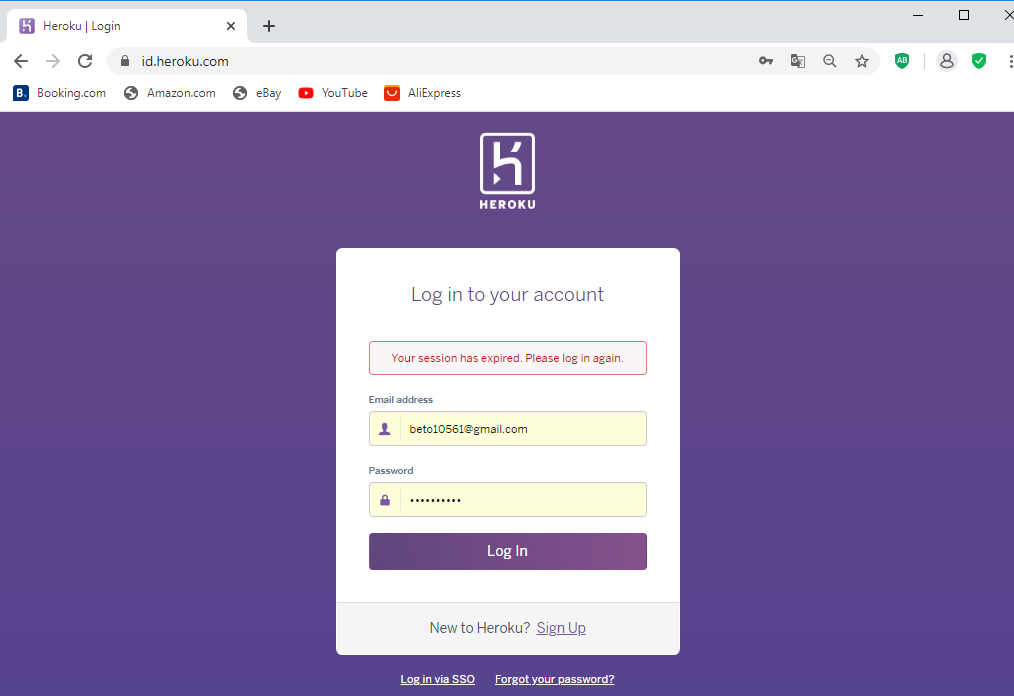 Heroku | Login
id.heroku.com
AB
B. Booking.com Amazon.com eBay YouTube AliExpress
HEROKU
Log in to your account
Your session has expired. Please log in again.
Email address
beto10561@gmail.com
Password
••••••••••
Log In
New to Heroku? Sign Up
Log in via SSO Forgot your password?